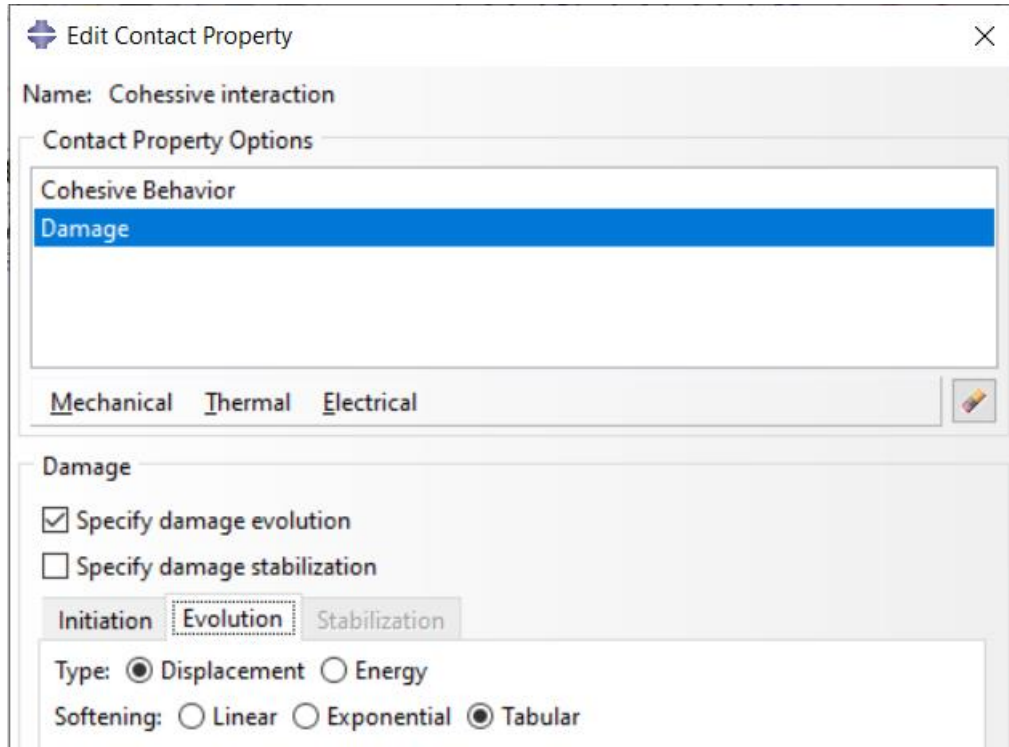 Edit Contact Property
Name: Cohessive interaction
Contact Property Options
Cohesive Behavior
Damage
Mechanical Thermal Electrical
Damage
Specify damage evolution
Specify damage stabilization
Initiation Evolution Stabilization
Type: Displacement Energy
Softening: Linear Exponential Tabular